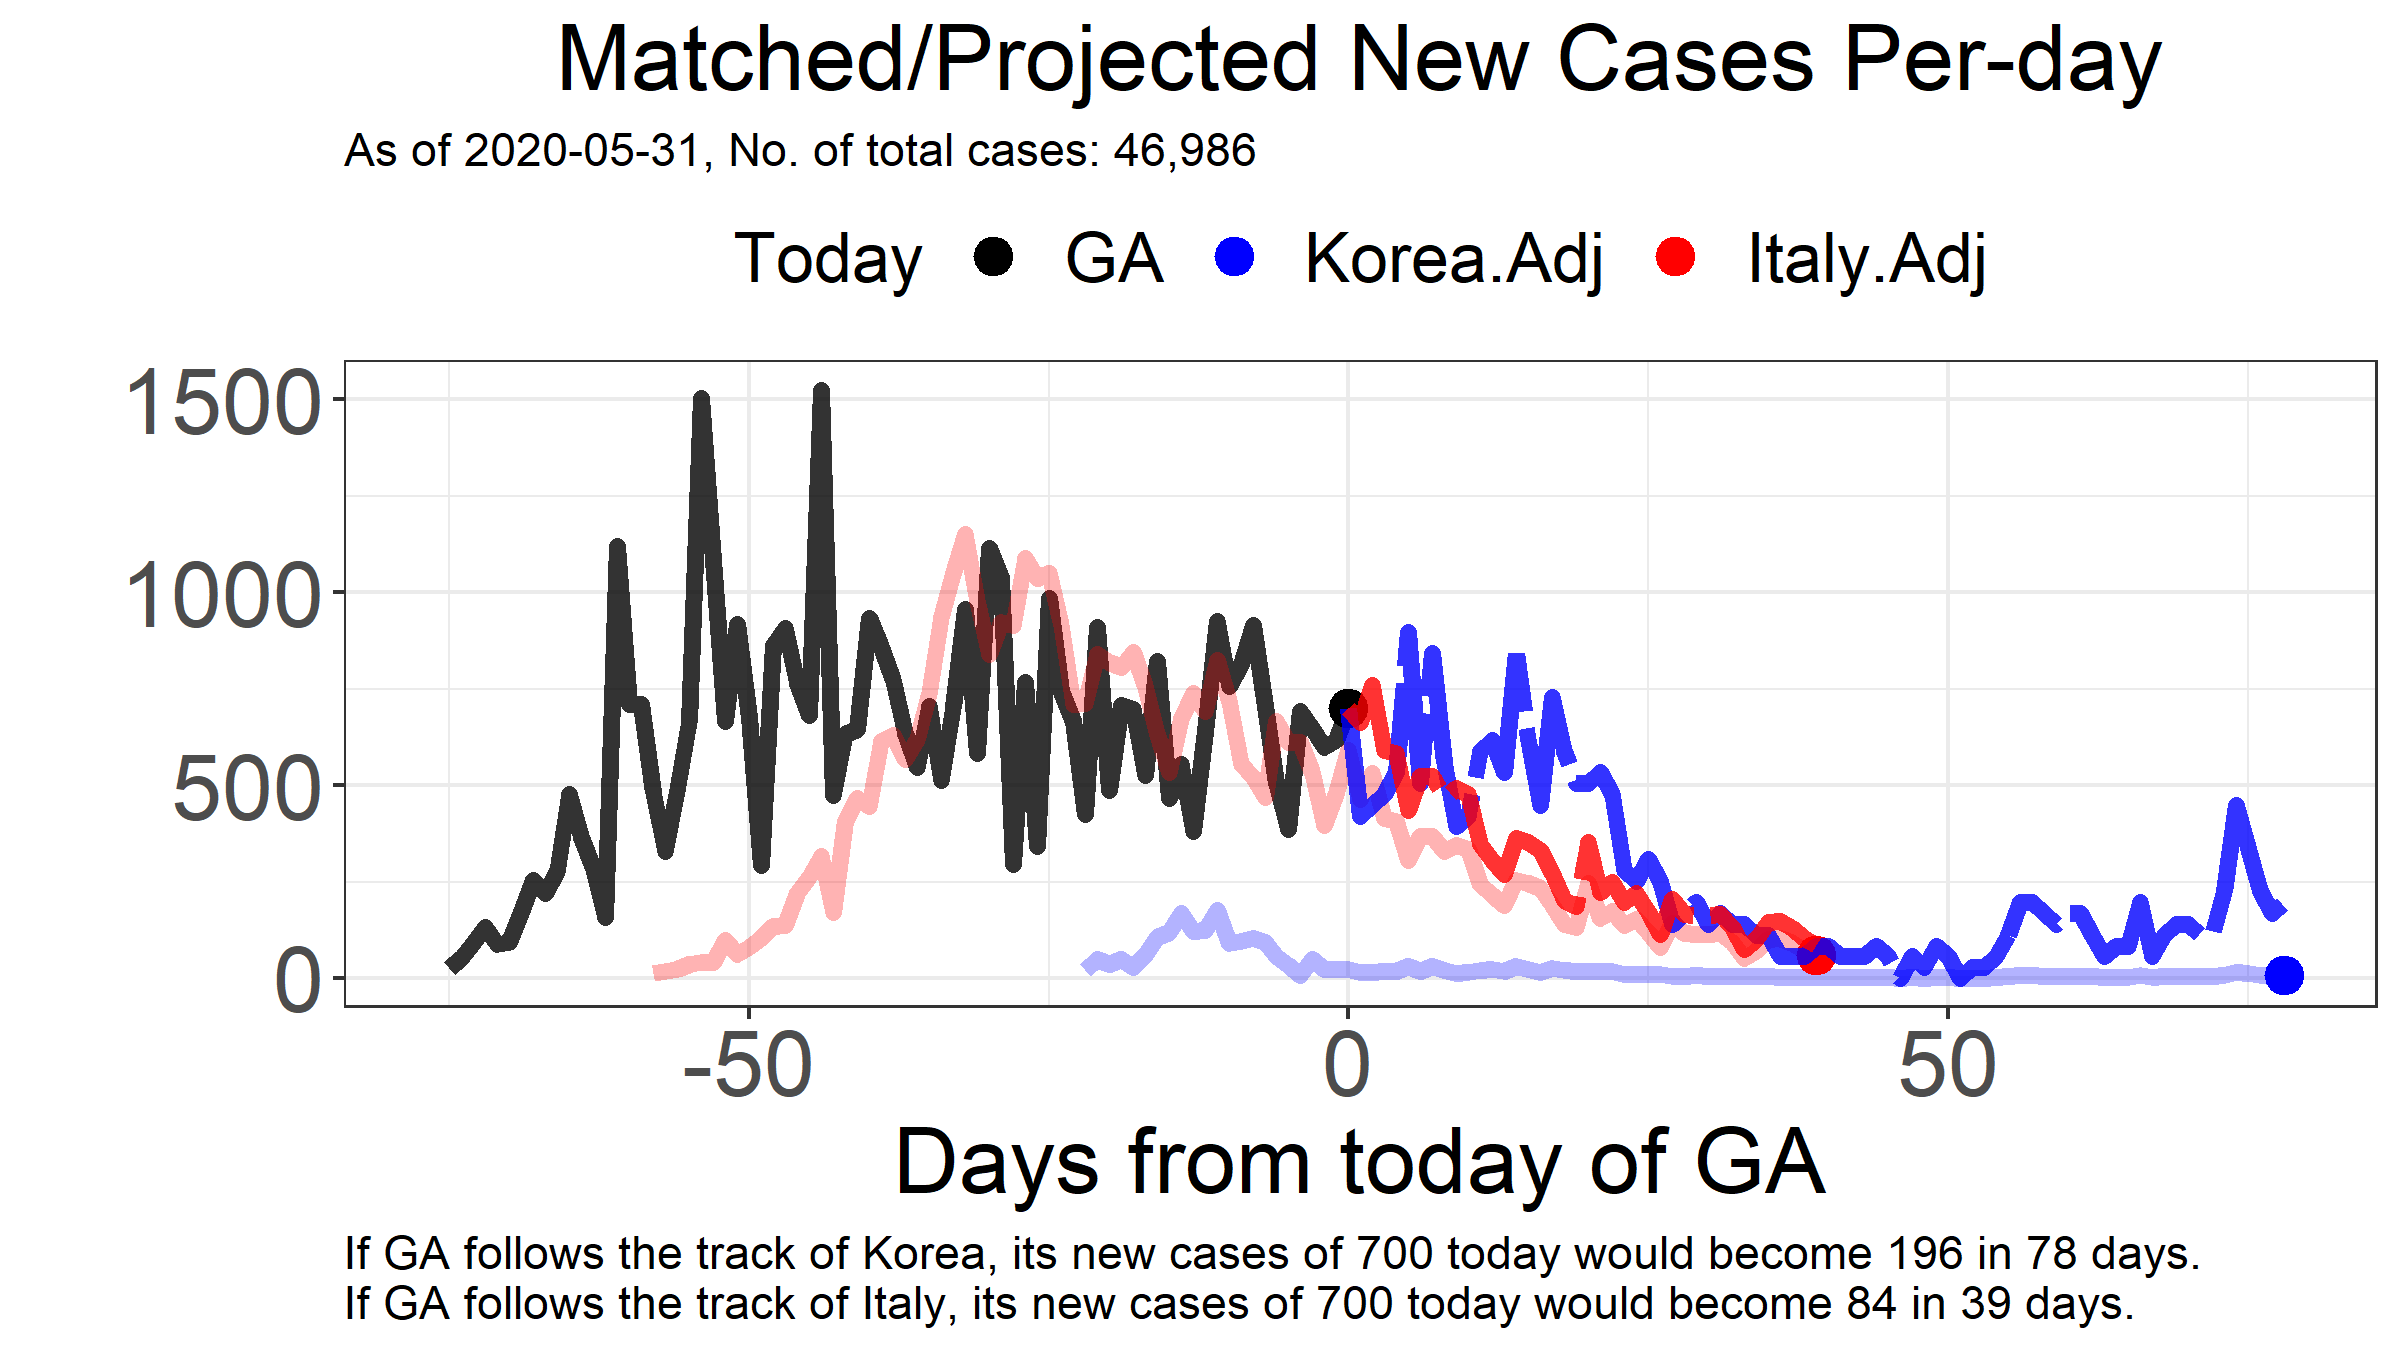 Matched/Projected New Cases Per-day
As of 2020-05-31, No. of total cases: 46,986
Today GA Korea.Adj Italy.Adj
1500
1000
500
0
-50 0 50
Days from today of GA
If GA follows the track of Korea, its new cases of 700 today would become 196 in 78 days.
If GA follows the track of Italy, its new cases of 700 today would become 84 in 39 days.